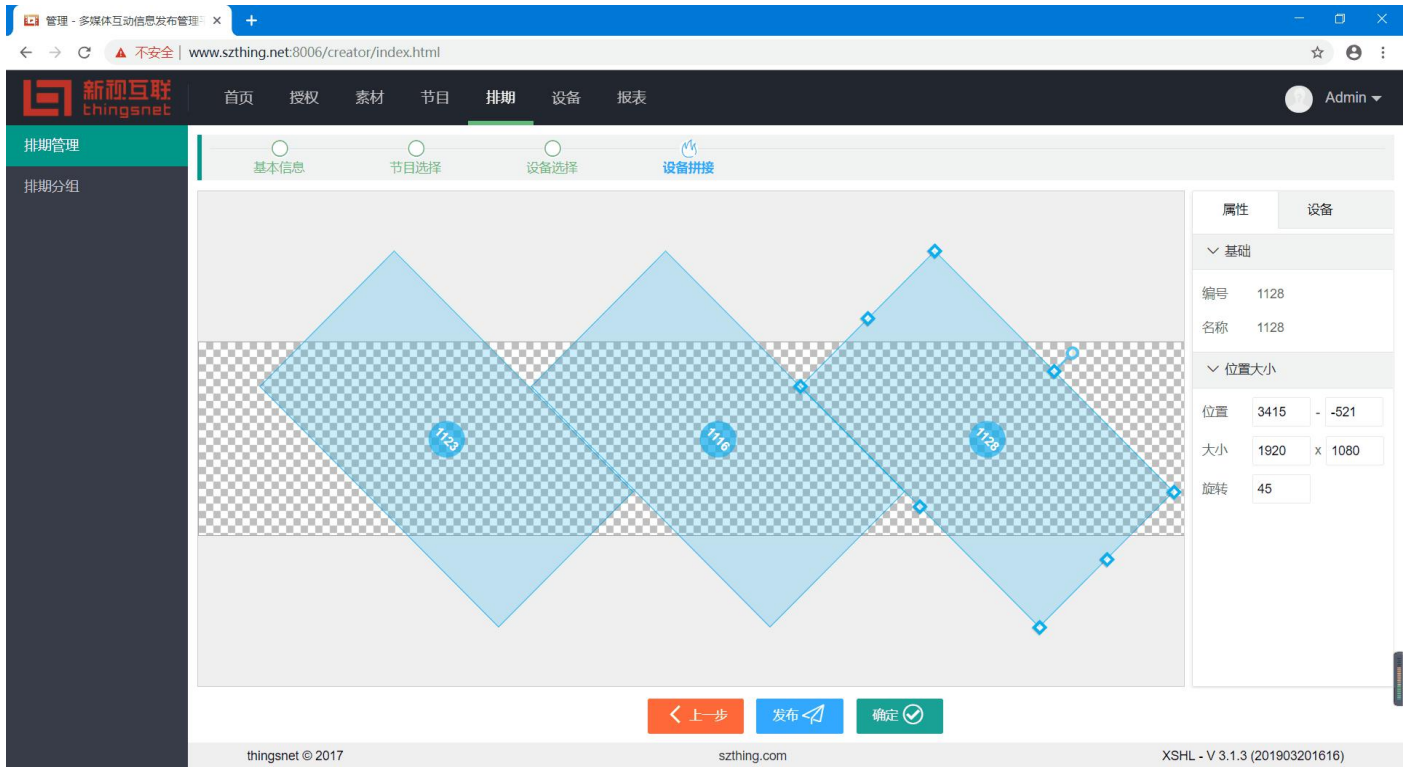 管理 - 多媒体互动信息发布管理
不安全 | www.szthing.net:8006/creator/index.html
新视互联
thingsnet
首页 授权 素材 节目 排期 设备 报表
Admin
排期管理
排期分组
基本信息 节目选择 设备选择 设备拼接
属性 设备
基础
编号 1128
名称 1128
位置大小
位置 3415 - -521
大小 1920 x 1080
旋转 45
1123
1116
1128
上一步 发布 确定
thingsnet © 2017 szthing.com XSHL - V 3.1.3 (201903201616)